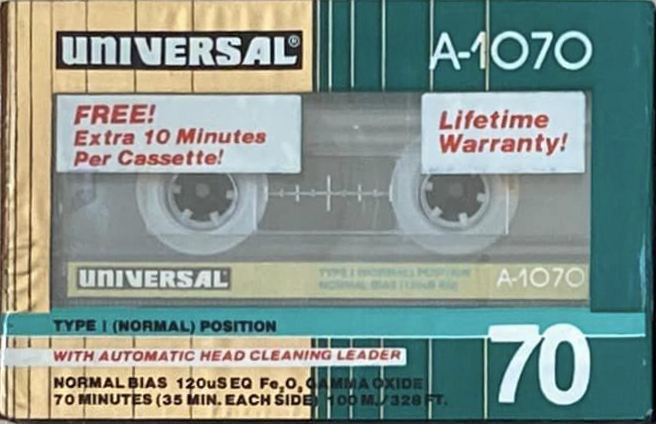 UNIVERSAL®
A-1070
FREE!
Extra 10 Minutes
Per Cassette!
Lifetime
Warranty!
UNIVERSAL
TYPE I (NORMAL) POSITION
NORMAL BIAS (120uS EQ)
A-1070
TYPE I (NORMAL) POSITION
WITH AUTOMATIC HEAD CLEANING LEADER
70
NORMAL BIAS 120uS EQ Fe₂O₃ GAMMA OXIDE
70 MINUTES (35 MIN. EACH SIDE) 100 M./328 FT.